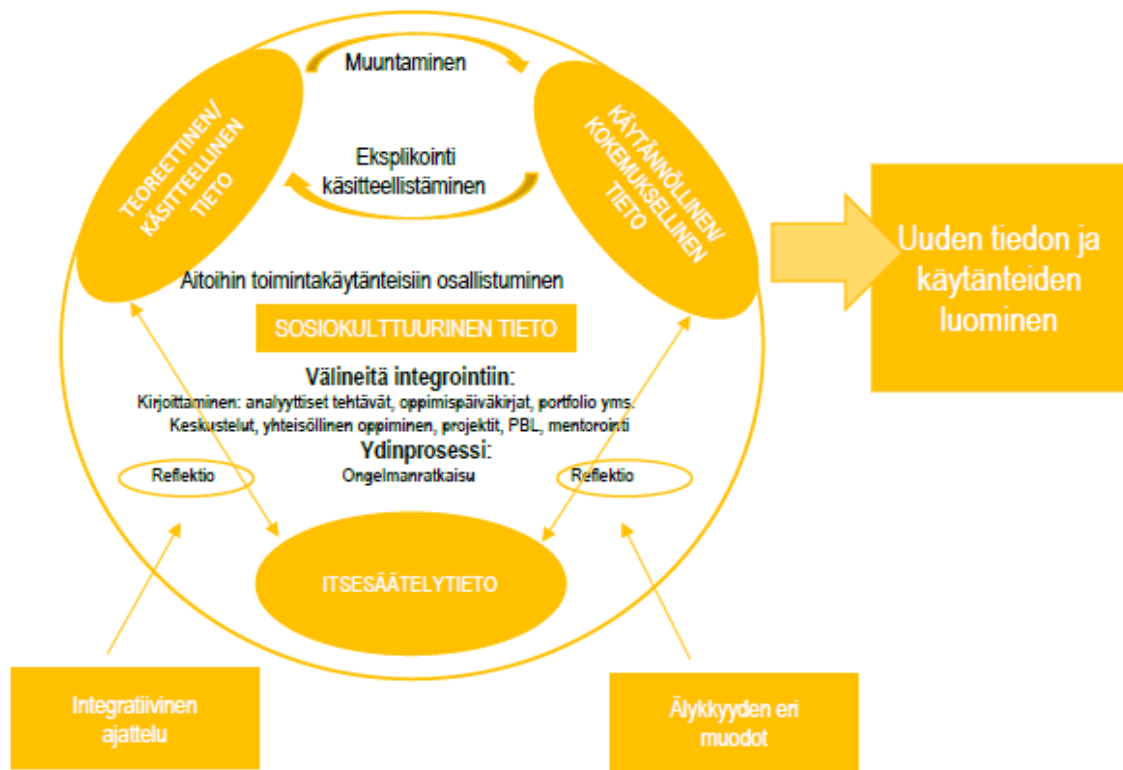 Muuntaminen
TEOREETTINEN/
KÄSITTEELLINEN
TIETO
KÄYTÄNNÖLLINEN/
KOKEMUKSELLINEN
TIETO
Eksplikointi
käsitteellistäminen
Uuden tiedon ja
käytänteiden
luominen
Aitoihin toimintakäytänteisiin osallistuminen
SOSIOKULTTUURINEN TIETO
Välineitä integrointiin:
Kirjoittaminen: analyyttiset tehtävät, oppimispäiväkirjat, portfolio yms.
Keskustelut, yhteisöllinen oppiminen, projektit, PBL, mentorointi
Ydinprosessi:
Reflektio
Ongelmanratkaisu
Reflektio
ITSESÄÄTELYTIETO
Integratiivinen
ajattelu
Älykkyyden eri
muodot